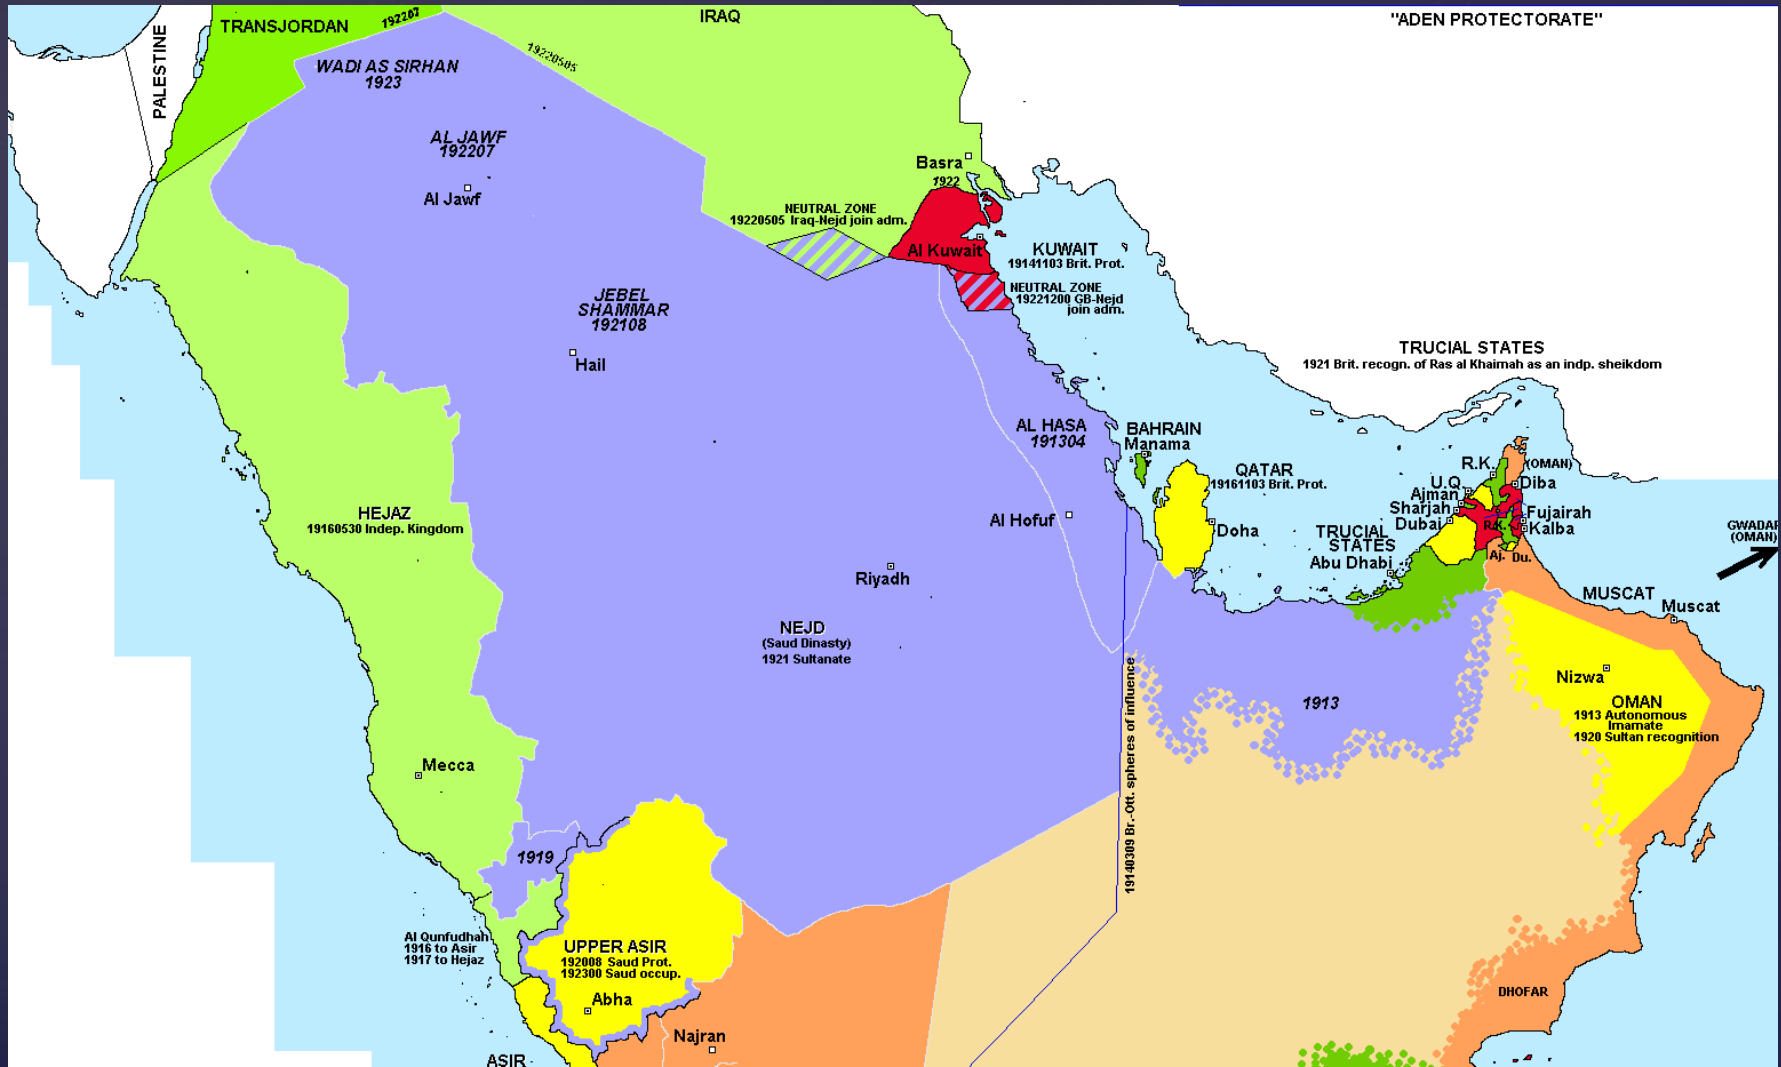 TRANSJORDAN
192207
IRAQ
"ADEN PROTECTORATE"
PALESTINE
WADI AS SIRHAN
1923
19220505
AL JAWF
192207
Al Jawf
Basra
1922
NEUTRAL ZONE
19220505 Iraq-Nejd join adm.
Al Kuwait
KUWAIT
19141103 Brit. Prot.
NEUTRAL ZONE
19221200 GB-Nejd
join adm.
JEBEL
SHAMMAR
192108
Hail
TRUCIAL STATES
1921 Brit. recogn. of Ras al Khaimah as an indp. sheikdom
AL HASA
191304
BAHRAIN
Manama
QATAR
19161103 Brit. Prot.
Doha
R.K.
(OMAN)
U.Q.
Diba
Ajman
Sharjah
Dubai
R.K.
Fujairah
Kalba
TRUCIAL
STATES
Abu Dhabi
Aj.
Du.
GWADAR
(OMAN)
HEJAZ
19160530 Indep. Kingdom
Al Hofuf
Riyadh
MUSCAT
Muscat
NEJD
(Saud Dinasty)
1921 Sultanate
Nizwa
OMAN
1913 Autonomous
Imamate
1920 Sultan recognition
1913
19140309 Br.-Ott. spheres of influence
Mecca
1919
Al Qunfudhah
1916 to Asir
1917 to Hejaz
UPPER ASIR
192008 Saud Prot.
192300 Saud occup.
Abha
DHOFAR
Najran
ASIR